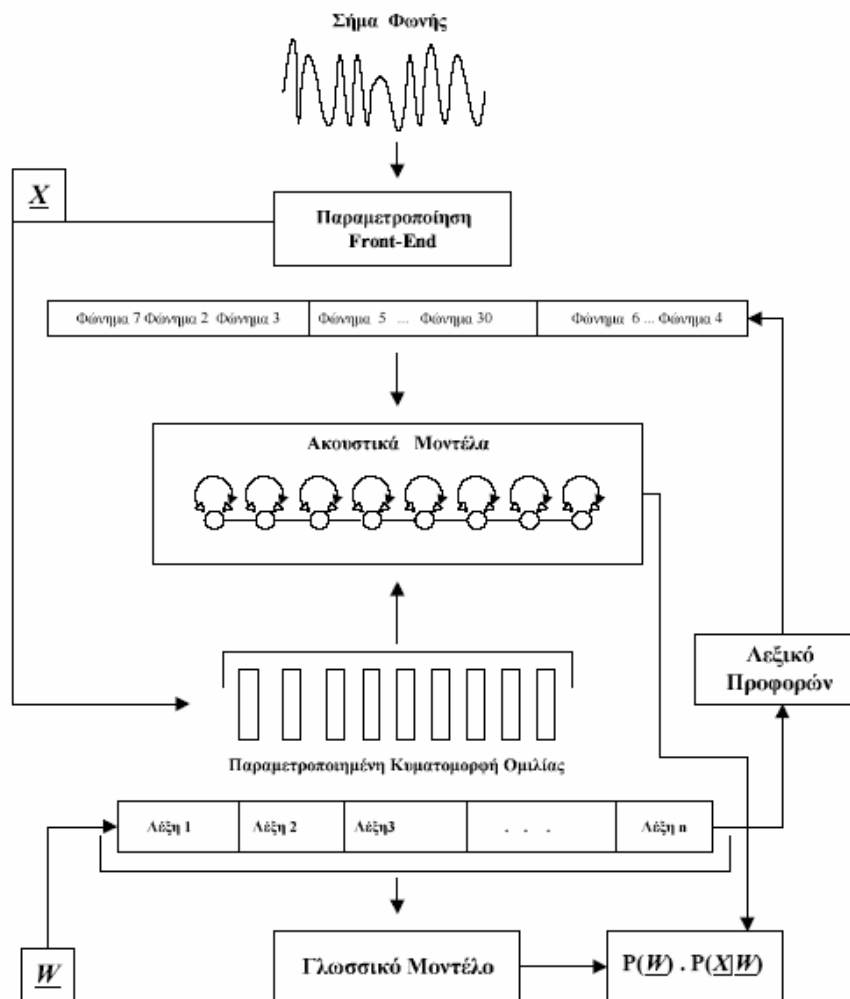 Σήμα Φωνής
X
Παραμετροποίηση
Front-End
Φώνημα 7 Φώνημα 2 Φώνημα 3 Φώνημα 5 ... Φώνημα 30 Φώνημα 6 ... Φώνημα 4
Ακουστικά Μοντέλα
Λεξικό
Προφορών
Παραμετροποιημένη Κυματομορφή Ομιλίας
Λέξη 1 Λέξη 2 Λέξη3 . . . Λέξη n
W
Γλωσσικό Μοντέλο
P(W) . P(X|W)